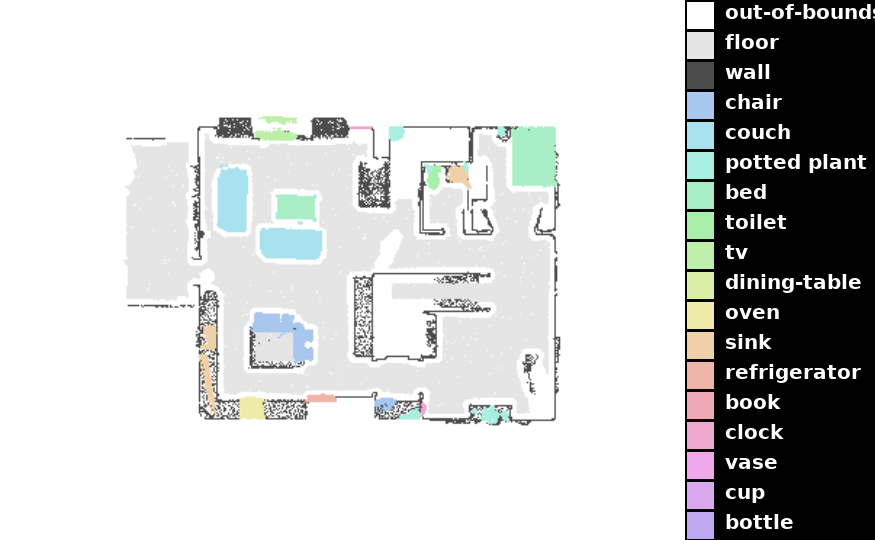 out-of-bounds
floor
wall
chair
couch
potted plant
bed
toilet
tv
dining-table
oven
sink
refrigerator
book
clock
vase
cup
bottle